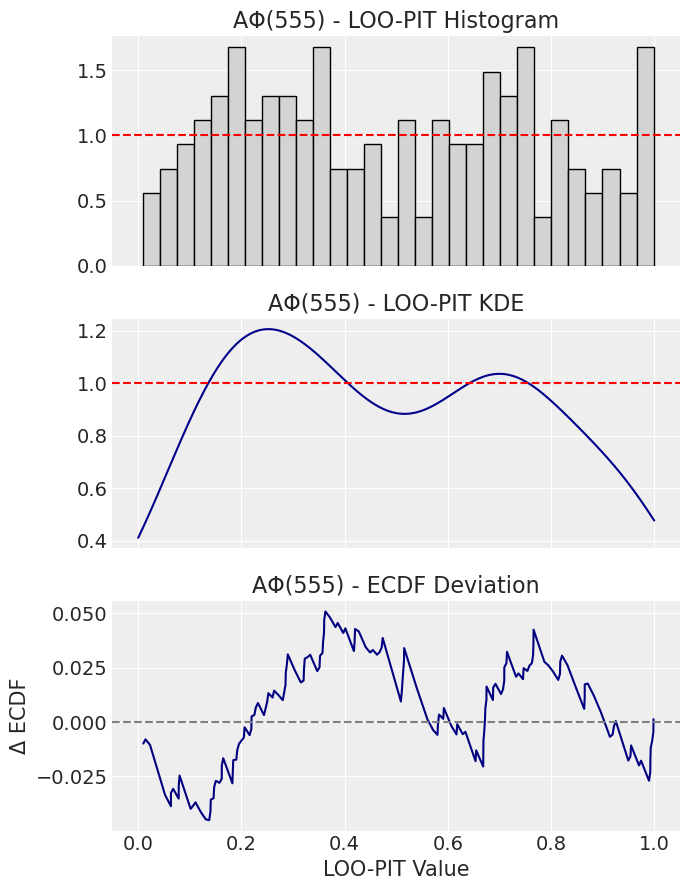 AΦ(555) - LOO-PIT Histogram
1.5
1.0
0.5
0.0
AΦ(555) - LOO-PIT KDE
1.2
1.0
0.8
0.6
0.4
AΦ(555) - ECDF Deviation
0.050
0.025
0.000
−0.025
Δ ECDF
0.0 0.2 0.4 0.6 0.8 1.0
LOO-PIT Value